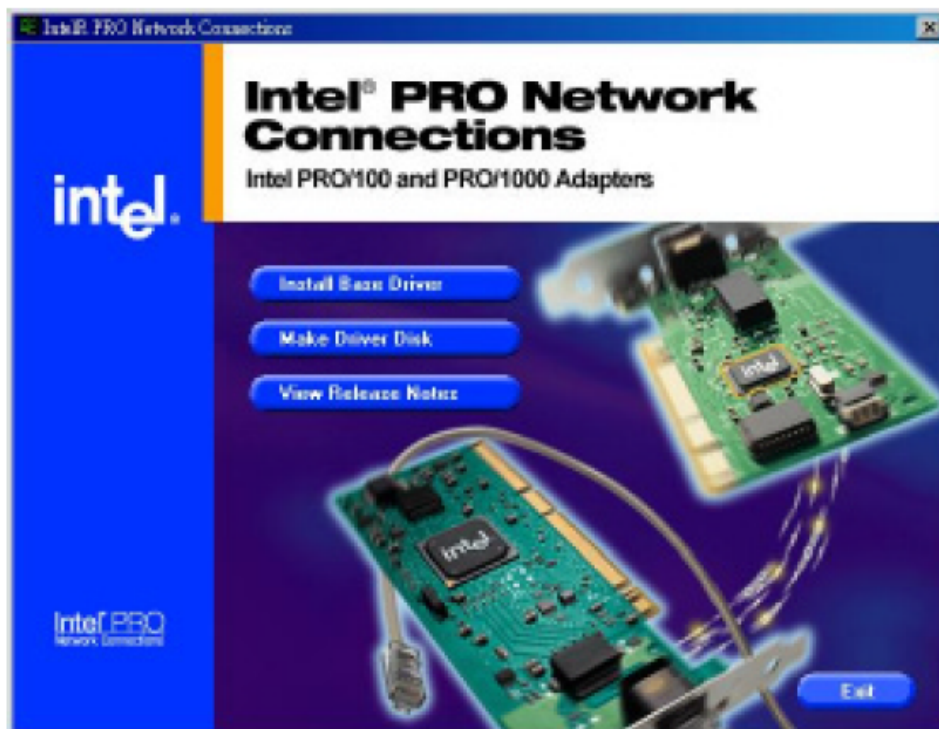 IntelR PRO Network Connections
Intel® PRO Network
Connections
Intel PRO/100 and PRO/1000 Adapters
intel.
Install Base Driver
Make Driver Disk
View Release Notes
intel
intel
Intel PRO
Network Connections
Exit